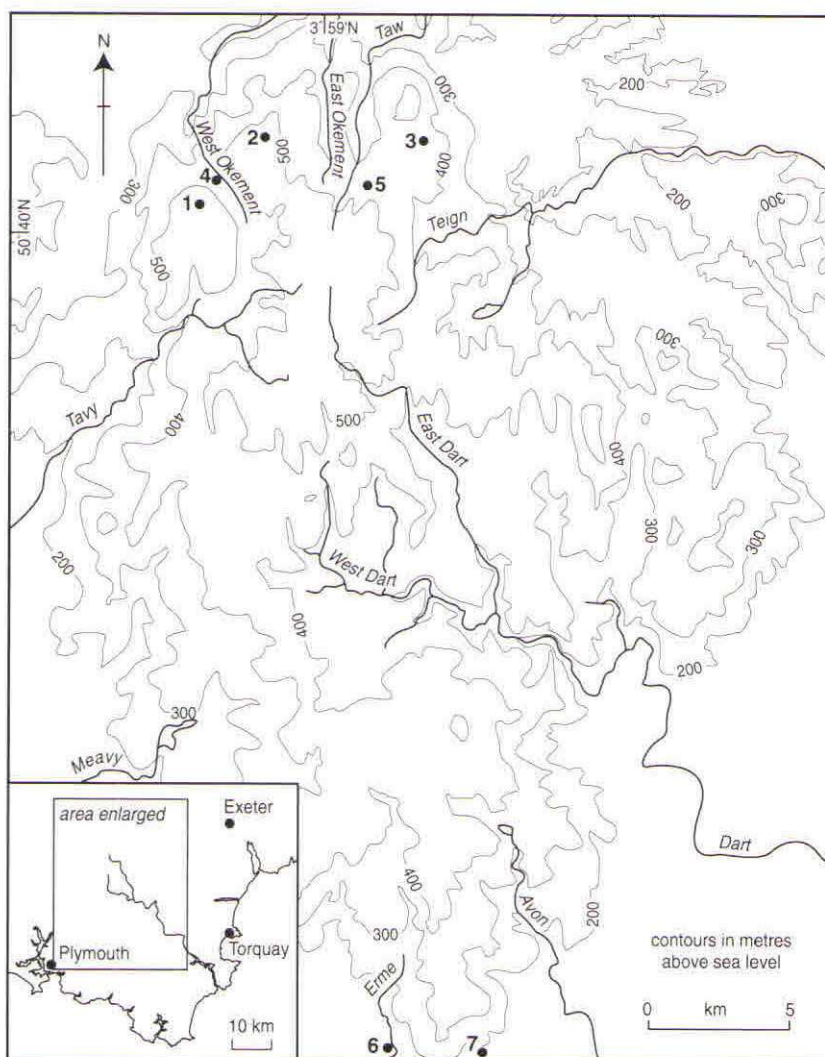 N
3°59'N
Taw
200
300
East Okement
West Okement
2
500
3
400
300
4
5
200
300
1
Teign
50°40'N
500
300
Tavy
400
500
East Dart
400
300
200
300
West Dart
400
200
300
Meavy
area enlarged
Exeter
Dart
400
Avon
200
300
contours in metres
above sea level
Plymouth
Torquay
Erme
0 km 5
10 km
6
7